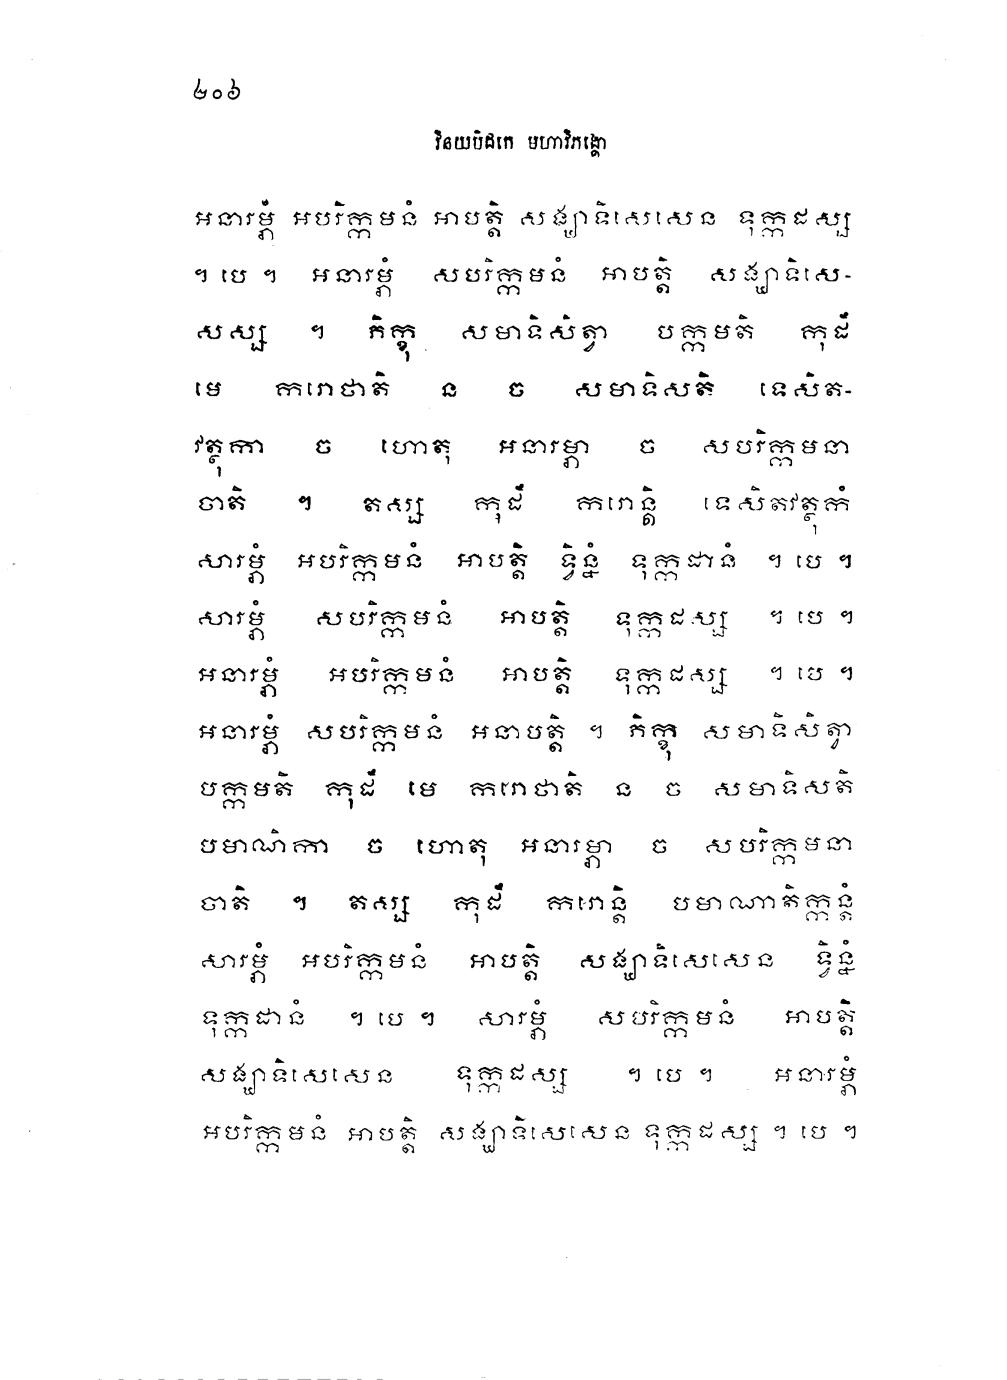 ៤០៦
វិនយបិដកេ មហាវិភង្គោ
អនារម្ភំ អបរិក្កមនំ អាបត្តិ សង្ឃាទិសេសេន ទុក្កដស្ស
។ បេ ។ អនារម្ភំ សបរិក្កមនំ អាបត្តិ សង្ឃាទិសេ-
សស្ស ។ ភិក្ខុ សមាទិសិត្វា បក្កមតិ កុដឹ
មេ ករោថាតិ ន ច សមាទិសតិ ទេសិត-
វត្ថុកា ច ហោតុ អនារម្ភា ច សបរិក្កមនា
ចាតិ ។ តស្ស កុដឹ ករោន្តិ ទេសិតវត្ថុកំ
សារម្ភំ អបរិក្កមនំ អាបត្តិ ទ្វិន្នំ ទុក្កដានំ ។ បេ ។
សារម្ភំ សបរិក្កមនំ អាបត្តិ ទុក្កដស្ស ។ បេ ។
អនារម្ភំ អបរិក្កមនំ អាបត្តិ ទុក្កដស្ស ។ បេ ។
អនារម្ភំ សបរិក្កមនំ អនាបត្តិ ។ ភិក្ខុ សមាទិសិត្វា
បក្កមតិ កុដឹ មេ ករោថាតិ ន ច សមាទិសតិ
បមាណិកា ច ហោតុ អនារម្ភា ច សបរិក្កមនា
ចាតិ ។ តស្ស កុដឹ ករោន្តិ បមាណាតិក្កន្តំ
សារម្ភំ អបរិក្កមនំ អាបត្តិ សង្ឃាទិសេសេន ទ្វិន្នំ
ទុក្កដានំ ។ បេ ។ សារម្ភំ សបរិក្កមនំ អាបត្តិ
សង្ឃាទិសេសេន ទុក្កដស្ស ។ បេ ។ អនារម្ភំ
អបរិក្កមនំ អាបត្តិ សង្ឃាទិសេសេន ទុក្កដស្ស ។ បេ ។